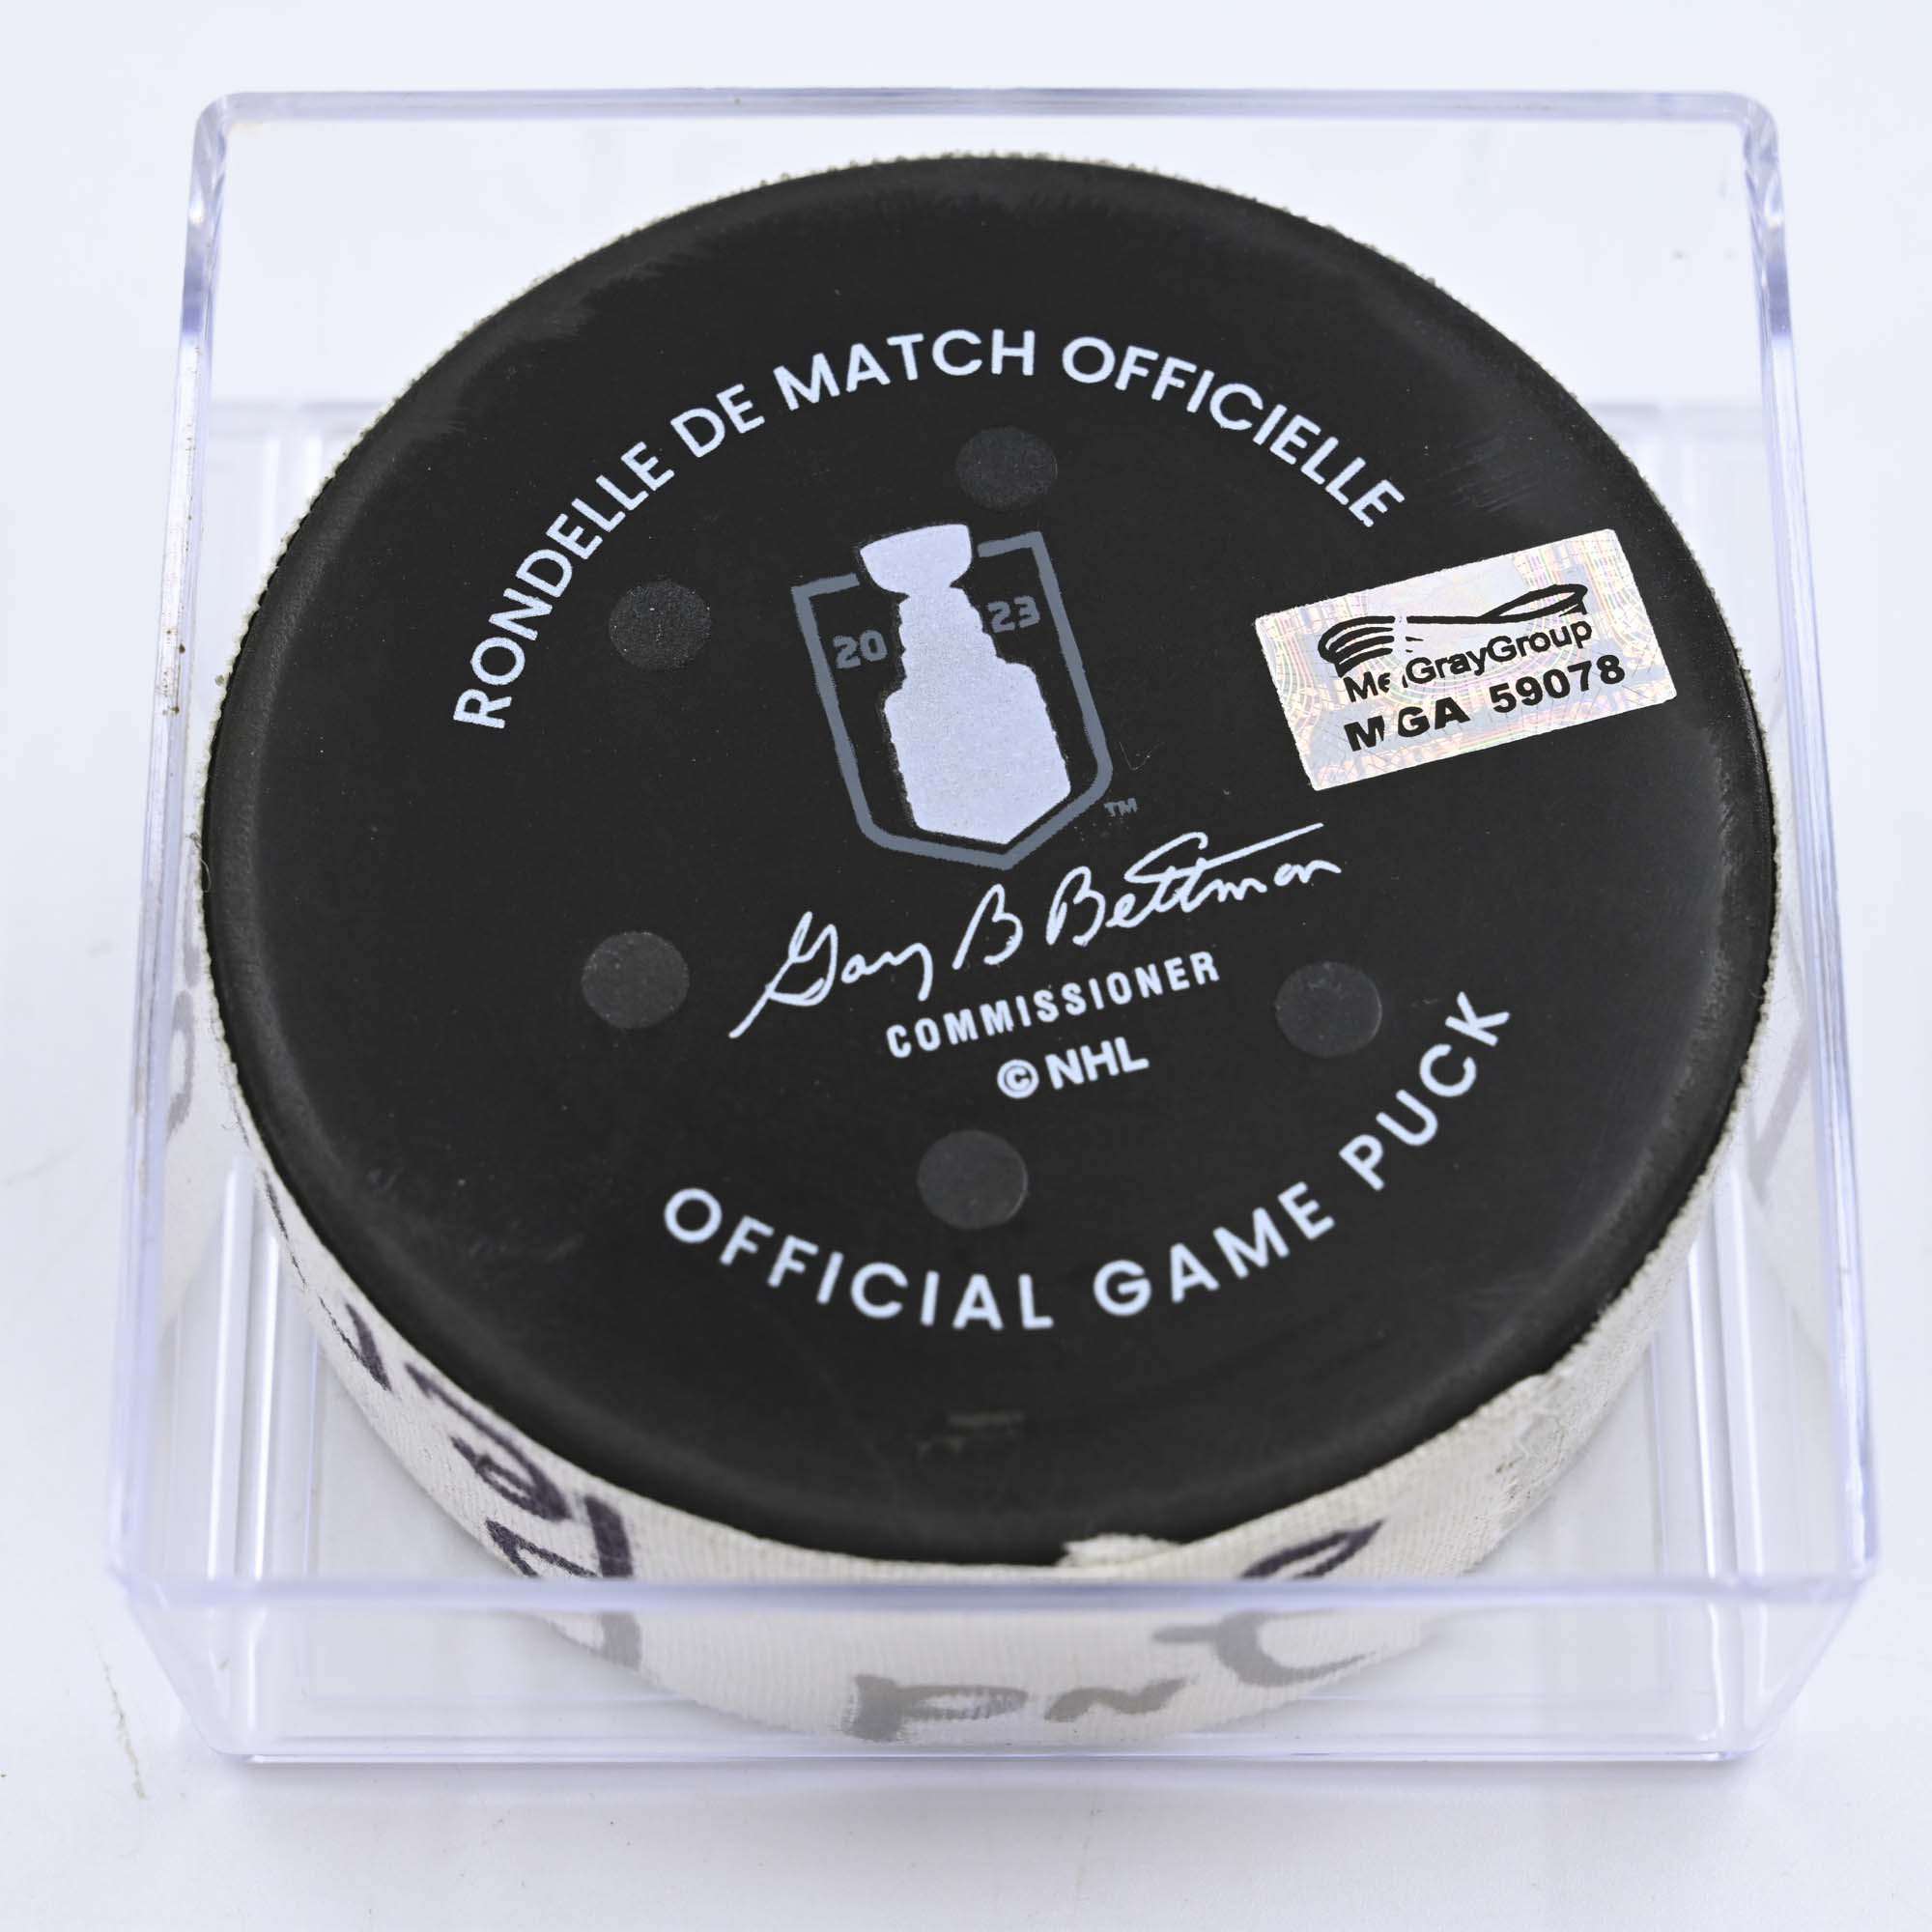 RONDELLE DE MATCH OFFICIELLE
20 23
TM
MeiGrayGroup
MGA 59078
Gary B Bettman
COMMISSIONER
© NHL
OFFICIAL GAME PUCK